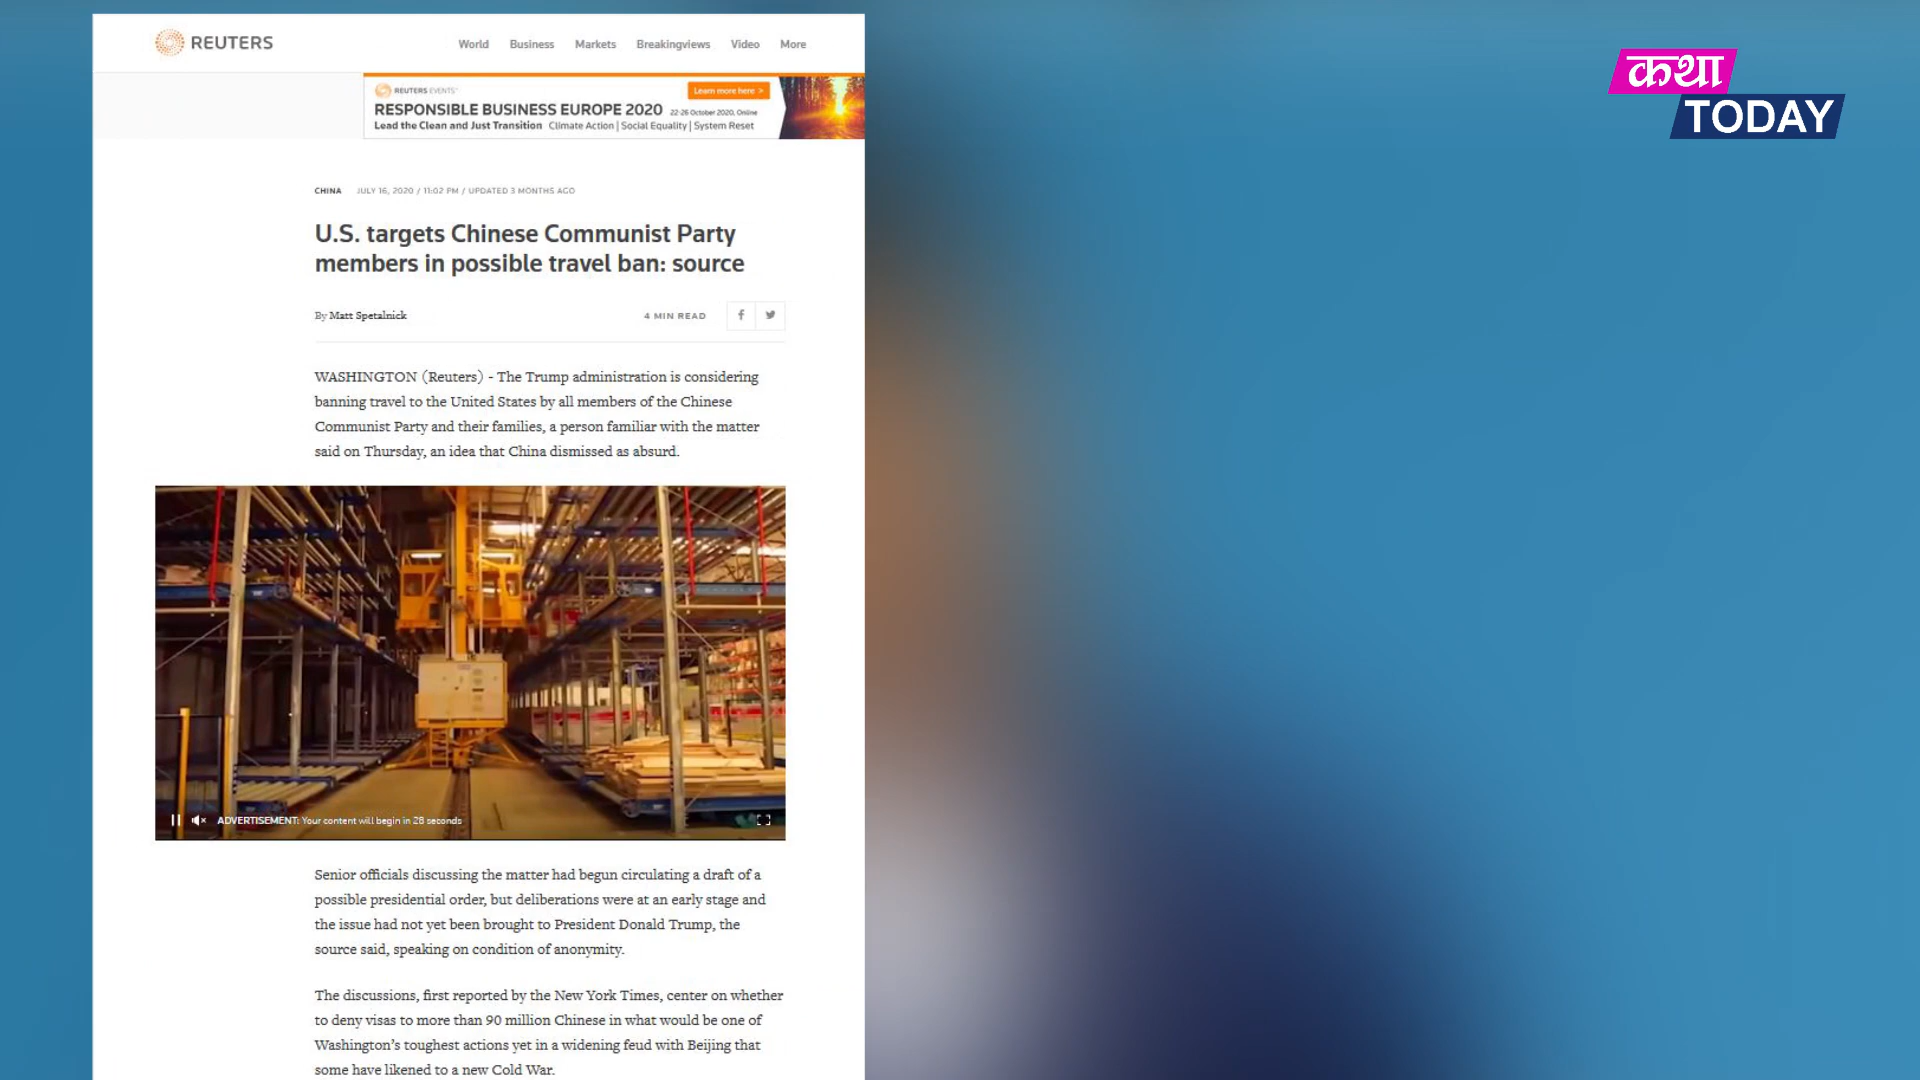 REUTERS
World Business Markets Breakingviews Video More
कथा
TODAY
REUTERS EVENTS
Learn more here >
RESPONSIBLE BUSINESS EUROPE 2020 22-26 October 2020, Online
Lead the Clean and Just Transition Climate Action | Social Equality | System Reset
CHINA JULY 16, 2020 / 11:02 PM / UPDATED 3 MONTHS AGO
U.S. targets Chinese Communist Party
members in possible travel ban: source
By Matt Spetalnick
4 MIN READ
WASHINGTON (Reuters) - The Trump administration is considering
banning travel to the United States by all members of the Chinese
Communist Party and their families, a person familiar with the matter
said on Thursday, an idea that China dismissed as absurd.
ADVERTISEMENT: Your content will begin in 28 seconds
Senior officials discussing the matter had begun circulating a draft of a
possible presidential order, but deliberations were at an early stage and
the issue had not yet been brought to President Donald Trump, the
source said, speaking on condition of anonymity.
The discussions, first reported by the New York Times, center on whether
to deny visas to more than 90 million Chinese in what would be one of
Washington's toughest actions yet in a widening feud with Beijing that
some have likened to a new Cold War.